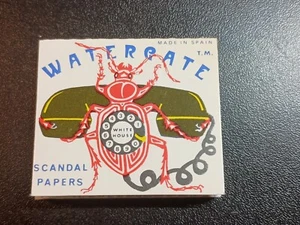 MADE IN SPAIN
WATERGATE
T.M.
WHITE
HOUSE
SCANDAL
PAPERS